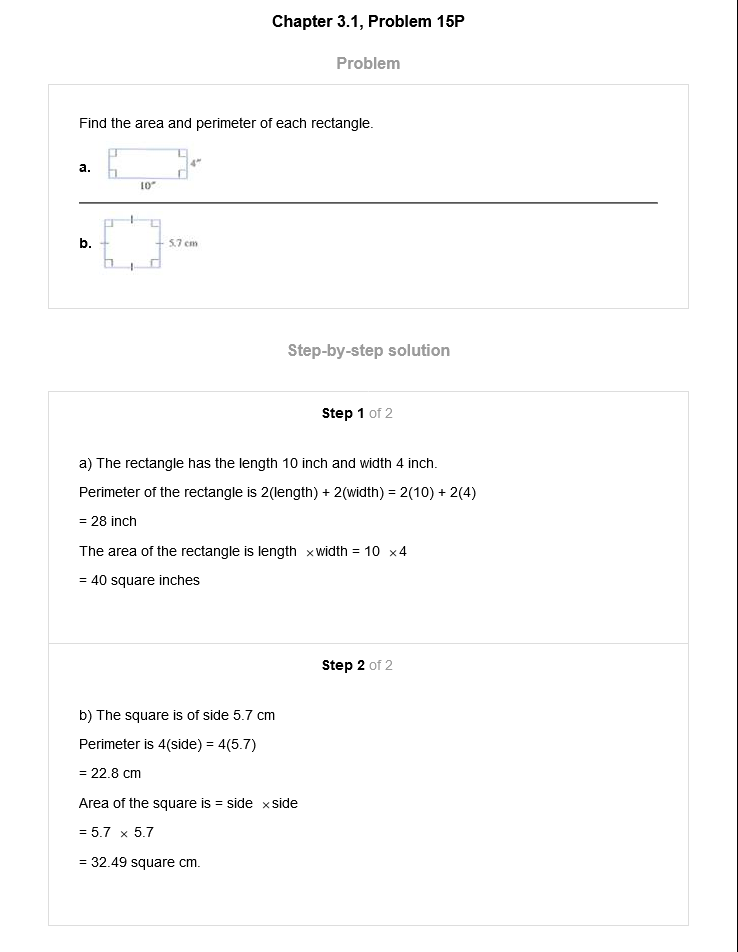 Chapter 3.1, Problem 15P
Problem
Find the area and perimeter of each rectangle.
a.
4"
10"
b.
5.7 cm
Step-by-step solution
Step 1 of 2
a) The rectangle has the length 10 inch and width 4 inch.
Perimeter of the rectangle is 2(length) + 2(width) = 2(10) + 2(4)
= 28 inch
The area of the rectangle is length × width = 10 × 4
= 40 square inches
Step 2 of 2
b) The square is of side 5.7 cm
Perimeter is 4(side) = 4(5.7)
= 22.8 cm
Area of the square is = side × side
= 5.7 × 5.7
= 32.49 square cm.